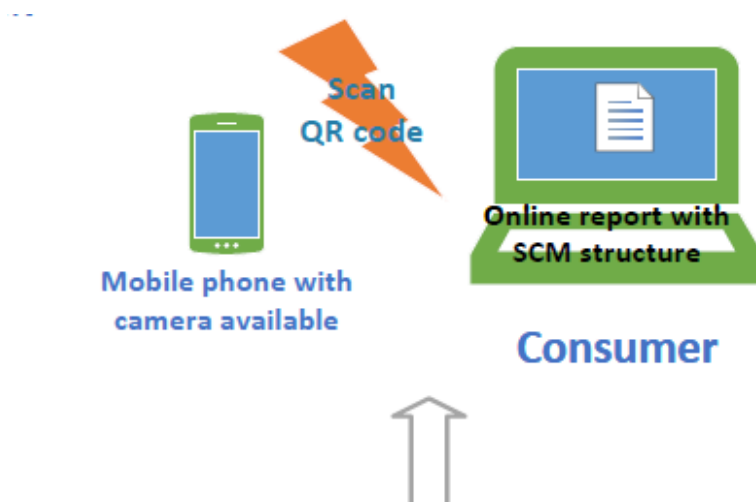 Scan
QR code
Online report with
SCM structure
Mobile phone with
camera available
Consumer